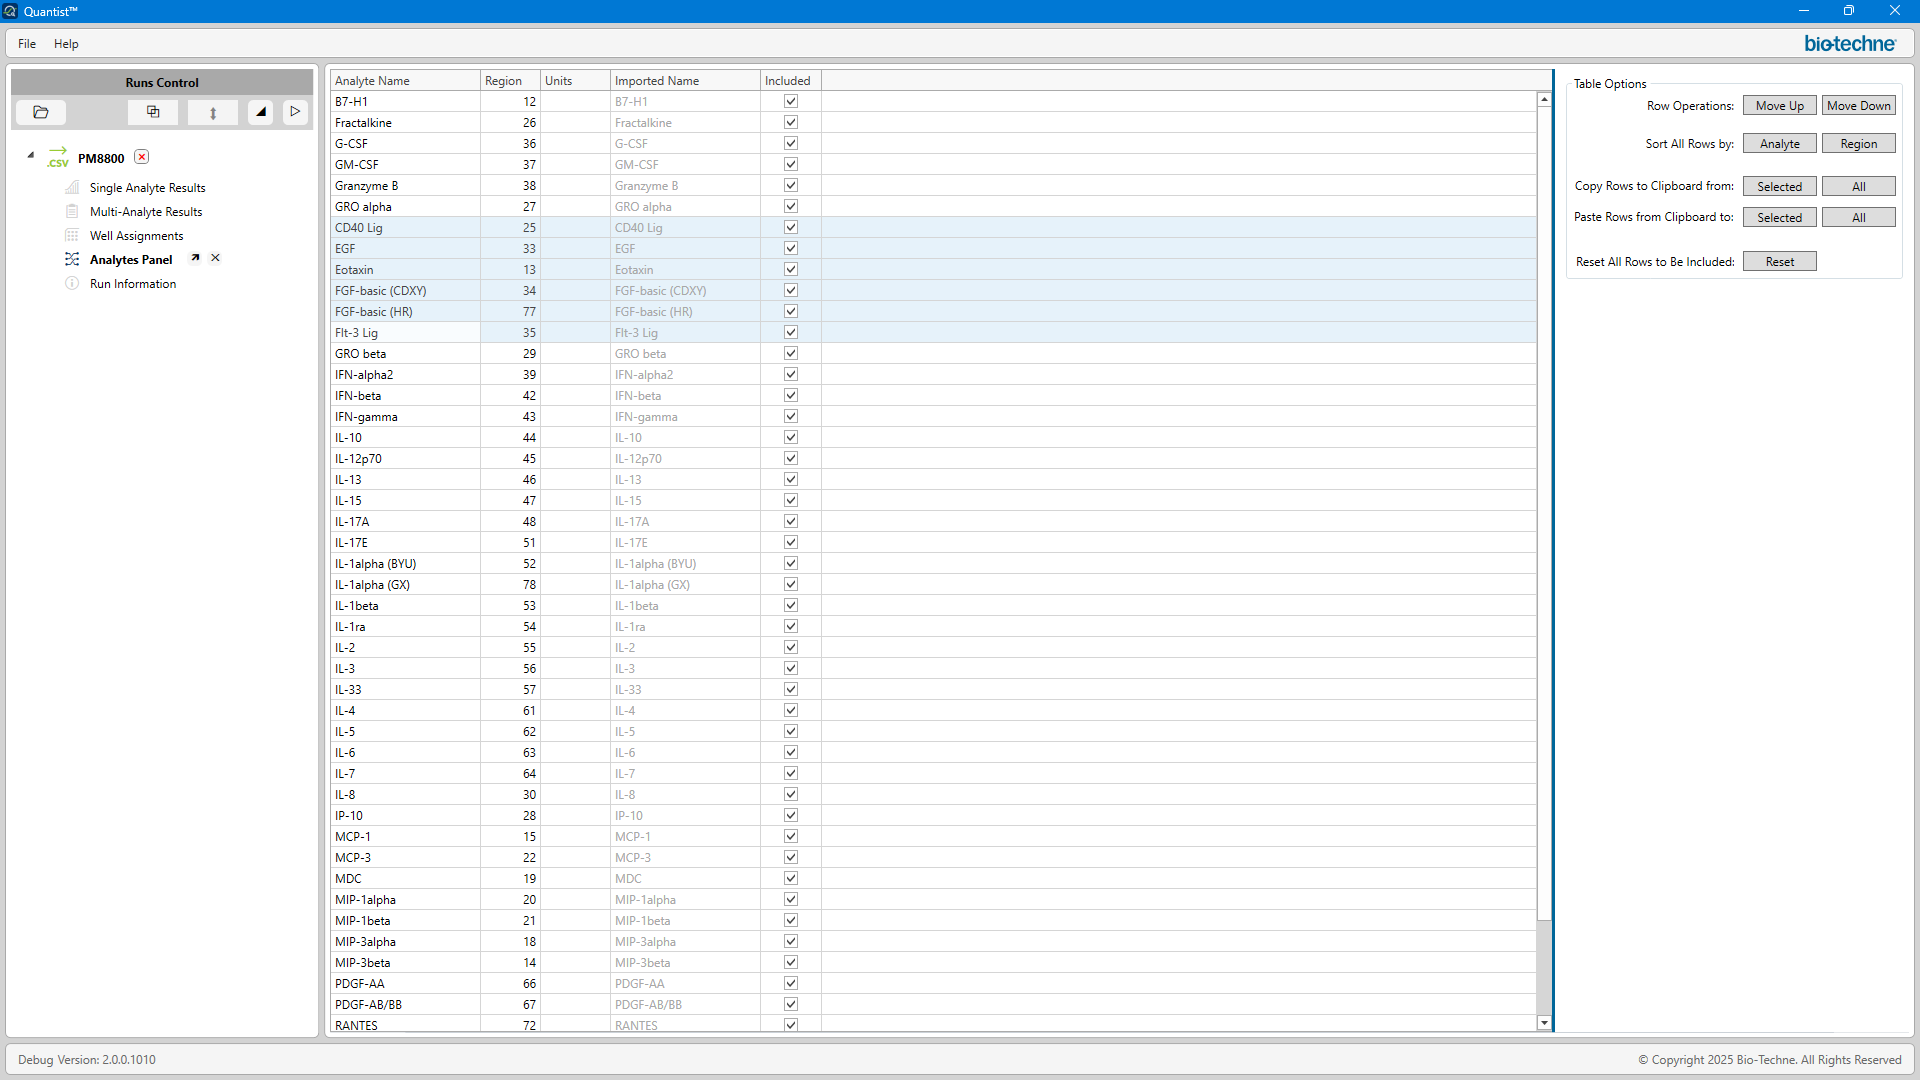 Quantist™
File Help
bio-techne
Runs Control
.CSV PM8800
Single Analyte Results
Multi-Analyte Results
Well Assignments
Analytes Panel
Run Information
Analyte Name Region Units Imported Name Included
B7-H1 12 B7-H1
Fractalkine 26 Fractalkine
G-CSF 36 G-CSF
GM-CSF 37 GM-CSF
Granzyme B 38 Granzyme B
GRO alpha 27 GRO alpha
CD40 Lig 25 CD40 Lig
EGF 33 EGF
Eotaxin 13 Eotaxin
FGF-basic (CDXY) 34 FGF-basic (CDXY)
FGF-basic (HR) 77 FGF-basic (HR)
Flt-3 Lig 35 Flt-3 Lig
GRO beta 29 GRO beta
IFN-alpha2 39 IFN-alpha2
IFN-beta 42 IFN-beta
IFN-gamma 43 IFN-gamma
IL-10 44 IL-10
IL-12p70 45 IL-12p70
IL-13 46 IL-13
IL-15 47 IL-15
IL-17A 48 IL-17A
IL-17E 51 IL-17E
IL-1alpha (BYU) 52 IL-1alpha (BYU)
IL-1alpha (GX) 78 IL-1alpha (GX)
IL-1beta 53 IL-1beta
IL-1ra 54 IL-1ra
IL-2 55 IL-2
IL-3 56 IL-3
IL-33 57 IL-33
IL-4 61 IL-4
IL-5 62 IL-5
IL-6 63 IL-6
IL-7 64 IL-7
IL-8 30 IL-8
IP-10 28 IP-10
MCP-1 15 MCP-1
MCP-3 22 MCP-3
MDC 19 MDC
MIP-1alpha 20 MIP-1alpha
MIP-1beta 21 MIP-1beta
MIP-3alpha 18 MIP-3alpha
MIP-3beta 14 MIP-3beta
PDGF-AA 66 PDGF-AA
PDGF-AB/BB 67 PDGF-AB/BB
RANTES 72 RANTES
Table Options
Row Operations: Move Up Move Down
Sort All Rows by: Analyte Region
Copy Rows to Clipboard from: Selected All
Paste Rows from Clipboard to: Selected All
Reset All Rows to Be Included: Reset
Debug Version: 2.0.0.1010
© Copyright 2025 Bio-Techne. All Rights Reserved